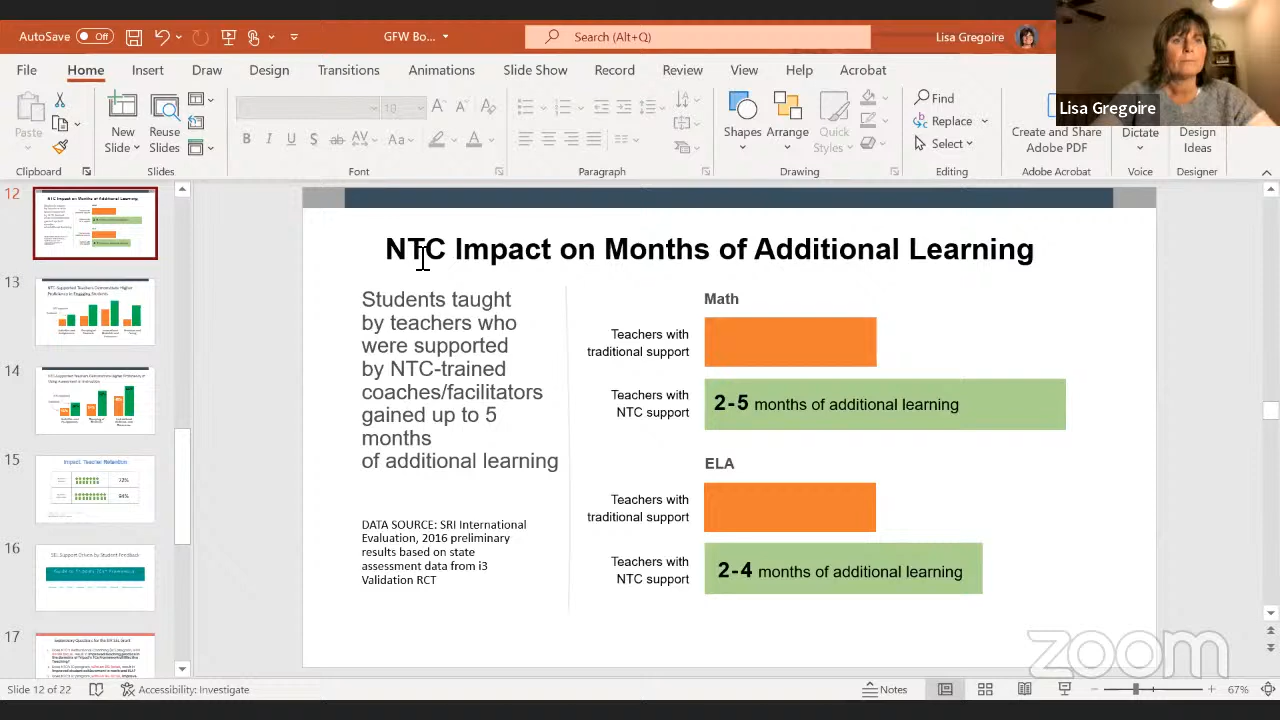 AutoSave Off GFW Bo... Search (Alt+Q) Lisa Gregoire
File Home Insert Draw Design Transitions Animations Slide Show Record Review View Help Acrobat
Lisa Gregoire
Paste New Slide Reuse Slides Shapes Arrange Quick Styles Find Replace Select Create and Share Adobe PDF Dictate Design Ideas
Clipboard Slides Font Paragraph Drawing Editing Adobe Acrobat Voice Designer
12
13
14
15
16
17
NTC Impact on Months of Additional Learning
Students taught
by teachers who
were supported
by NTC-trained
coaches/facilitators
gained up to 5
months
of additional learning
DATA SOURCE: SRI International
Evaluation, 2016 preliminary
results based on state
assessment data from i3
Validation RCT
Math
Teachers with
traditional support
Teachers with
NTC support
2-5 months of additional learning
ELA
Teachers with
traditional support
Teachers with
NTC support
2-4 months of additional learning
zoom
Slide 12 of 22 Accessibility: Investigate Notes 67%